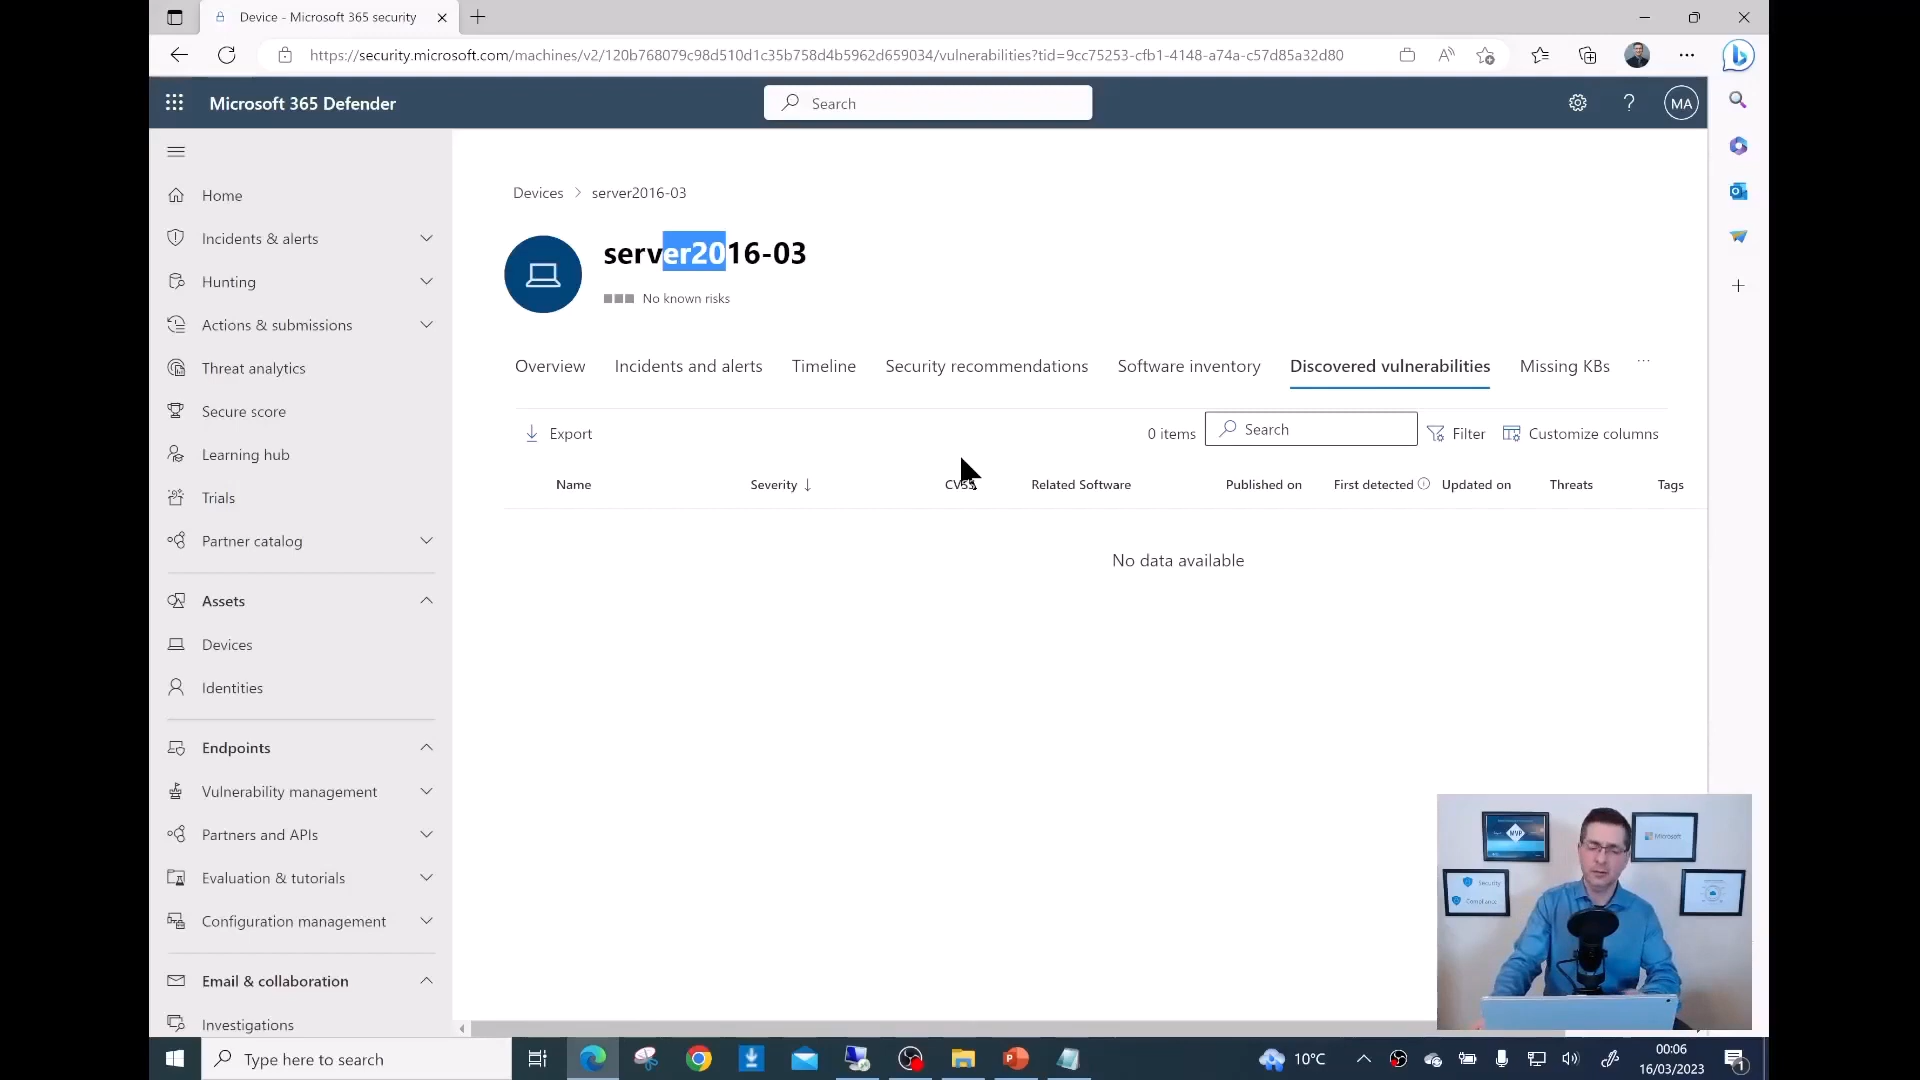 Device - Microsoft 365 security
https://security.microsoft.com/machines/v2/120b768079c98d510d1c35b758d4b5962d659034/vulnerabilities?tid=9cc75253-cfb1-4148-a74a-c57d85a32d80
Microsoft 365 Defender
Search
MA
Home
Incidents & alerts
Hunting
Actions & submissions
Threat analytics
Secure score
Learning hub
Trials
Partner catalog
Assets
Devices
Identities
Endpoints
Vulnerability management
Partners and APIs
Evaluation & tutorials
Configuration management
Email & collaboration
Investigations
Devices > server2016-03
server2016-03
No known risks
Overview Incidents and alerts Timeline Security recommendations Software inventory Discovered vulnerabilities Missing KBs ...
Export 0 items Search Filter Customize columns
Name Severity ↓ CVSS Related Software Published on First detected Updated on Threats Tags
No data available
MVP
Microsoft
Security
Compliance
Type here to search
10°C
00:06
16/03/2023
1